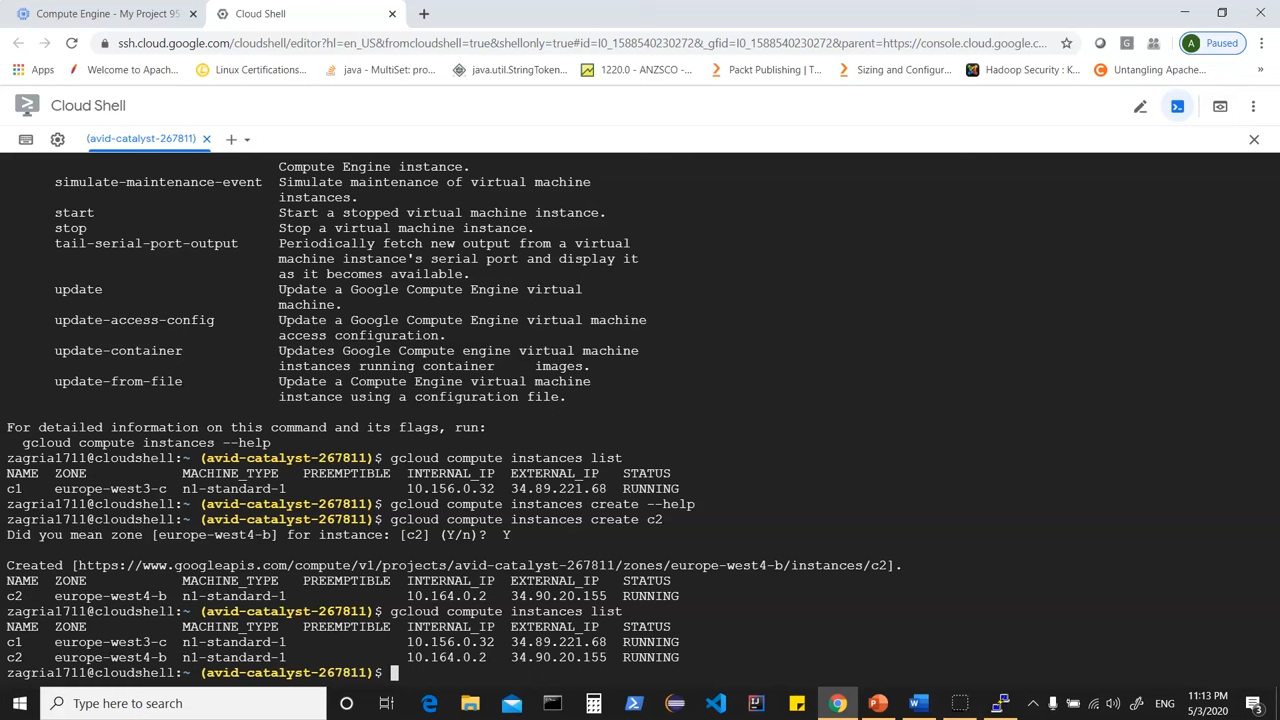 Compute Engine - My Project 95
Cloud Shell
ssh.cloud.google.com/cloudshell/editor?hl=en_US&fromcloudshell=true&shellonly=true#id=I0_1588540230272&_gfid=I0_1588540230272&parent=https://console.cloud.google.c...
A Paused
Apps Welcome to Apach... Linux Certifications... java - MultiSet: pro... java.util.StringToken... 1220.0 - ANZSCO -... Packt Publishing | T... Sizing and Configur... Hadoop Security : K... Untangling Apache... »
Cloud Shell
(avid-catalyst-267811)
Compute Engine instance.
simulate-maintenance-event Simulate maintenance of virtual machine
instances.
start Start a stopped virtual machine instance.
stop Stop a virtual machine instance.
tail-serial-port-output Periodically fetch new output from a virtual
machine instance's serial port and display it
as it becomes available.
update Update a Google Compute Engine virtual
machine.
update-access-config Update a Google Compute Engine virtual machine
access configuration.
update-container Updates Google Compute engine virtual machine
instances running container images.
update-from-file Update a Compute Engine virtual machine
instance using a configuration file.
For detailed information on this command and its flags, run:
gcloud compute instances --help
zagria1711@cloudshell:~ (avid-catalyst-267811)$ gcloud compute instances list
NAME ZONE MACHINE_TYPE PREEMPTIBLE INTERNAL_IP EXTERNAL_IP STATUS
c1 europe-west3-c n1-standard-1 10.156.0.32 34.89.221.68 RUNNING
zagria1711@cloudshell:~ (avid-catalyst-267811)$ gcloud compute instances create --help
zagria1711@cloudshell:~ (avid-catalyst-267811)$ gcloud compute instances create c2
Did you mean zone [europe-west4-b] for instance: [c2] (Y/n)? Y
Created [https://www.googleapis.com/compute/v1/projects/avid-catalyst-267811/zones/europe-west4-b/instances/c2].
NAME ZONE MACHINE_TYPE PREEMPTIBLE INTERNAL_IP EXTERNAL_IP STATUS
c2 europe-west4-b n1-standard-1 10.164.0.2 34.90.20.155 RUNNING
zagria1711@cloudshell:~ (avid-catalyst-267811)$ gcloud compute instances list
NAME ZONE MACHINE_TYPE PREEMPTIBLE INTERNAL_IP EXTERNAL_IP STATUS
c1 europe-west3-c n1-standard-1 10.156.0.32 34.89.221.68 RUNNING
c2 europe-west4-b n1-standard-1 10.164.0.2 34.90.20.155 RUNNING
zagria1711@cloudshell:~ (avid-catalyst-267811)$
Type here to search
ENG
11:13 PM
5/3/2020
3